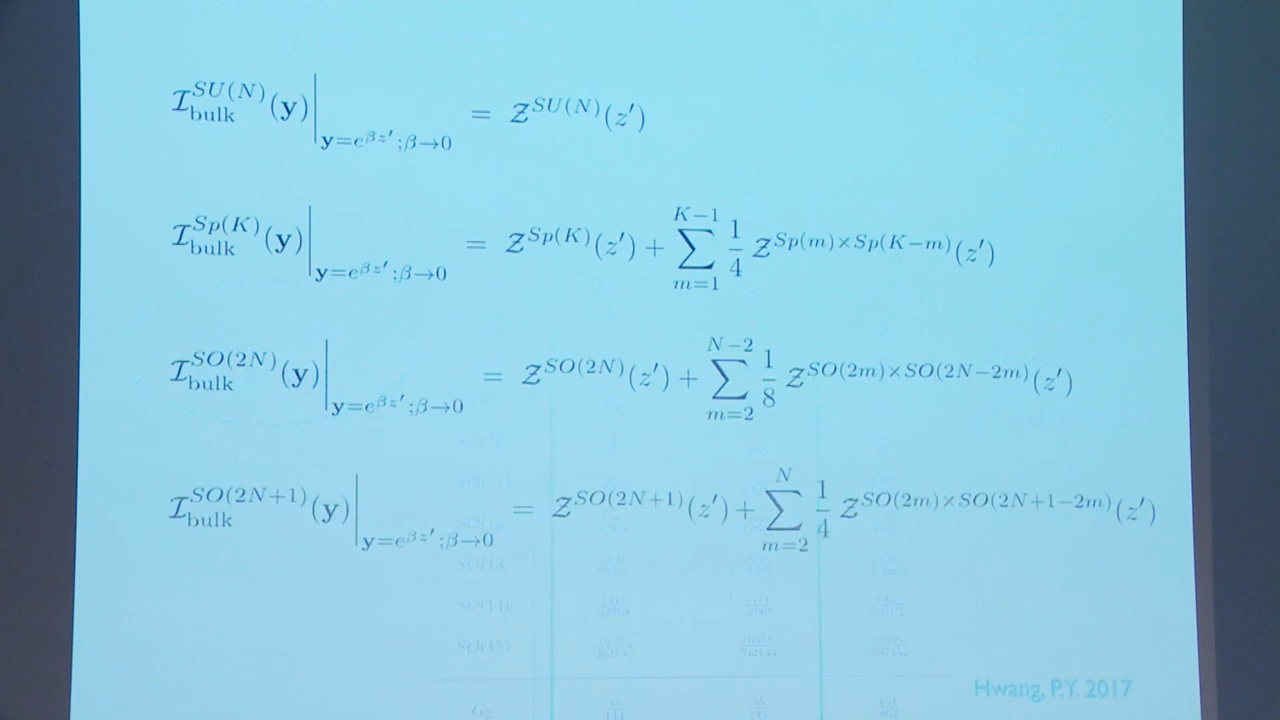 $\mathcal{I}_{\text{bulk}}^{SU(N)}(\mathbf{y})\Big|_{\mathbf{y}=e^{\beta z'};\beta\to 0} = \mathcal{Z}^{SU(N)}(z')$
$\mathcal{I}_{\text{bulk}}^{Sp(K)}(\mathbf{y})\Big|_{\mathbf{y}=e^{\beta z'};\beta\to 0} = \mathcal{Z}^{Sp(K)}(z') + \sum_{m=1}^{K-1} \frac{1}{4} \mathcal{Z}^{Sp(m)\times Sp(K-m)}(z')$
$\mathcal{I}_{\text{bulk}}^{SO(2N)}(\mathbf{y})\Big|_{\mathbf{y}=e^{\beta z'};\beta\to 0} = \mathcal{Z}^{SO(2N)}(z') + \sum_{m=2}^{N-2} \frac{1}{8} \mathcal{Z}^{SO(2m)\times SO(2N-2m)}(z')$
$\mathcal{I}_{\text{bulk}}^{SO(2N+1)}(\mathbf{y})\Big|_{\mathbf{y}=e^{\beta z'};\beta\to 0} = \mathcal{Z}^{SO(2N+1)}(z') + \sum_{m=2}^{N} \frac{1}{4} \mathcal{Z}^{SO(2m)\times SO(2N+1-2m)}(z')$
$G_2$
Hwang, P.Y. 2017